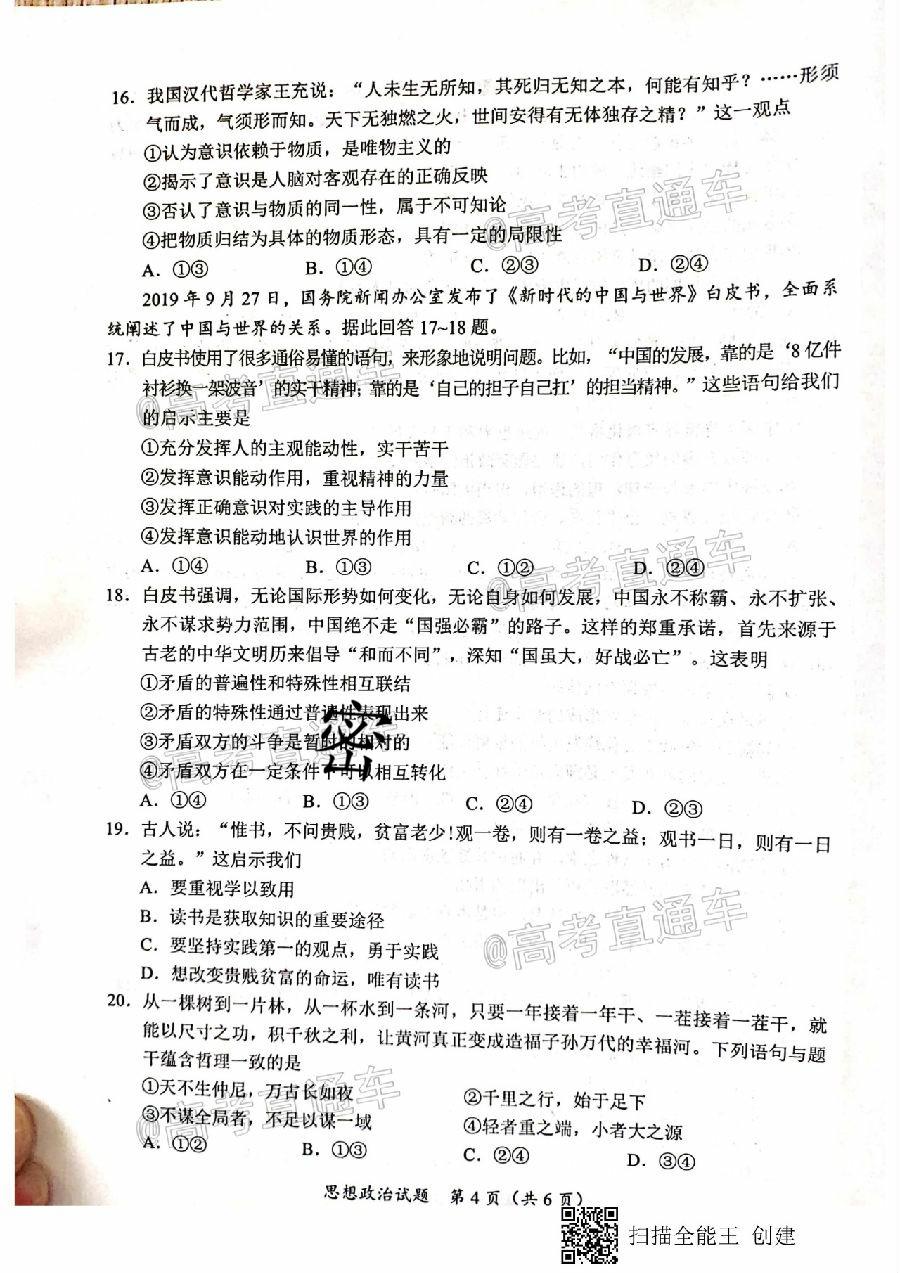 16．我国汉代哲学家王充说：“人未生无所知，其死归无知之本，何能有知乎？……形须
气而成，气须形而知。天下无独燃之火，世间安得有无体独存之精？”这一观点
①认为意识依赖于物质，是唯物主义的
②揭示了意识是人脑对客观存在的正确反映
③否认了意识与物质的同一性，属于不可知论
④把物质归结为具体的物质形态，具有一定的局限性
A．①③ B．①④ C．②③ D．②④
2019年9月27日，国务院新闻办公室发布了《新时代的中国与世界》白皮书，全面系
统阐述了中国与世界的关系。据此回答17~18题。
17．白皮书使用了很多通俗易懂的语句，来形象地说明问题。比如，“中国的发展，靠的是‘8亿件
衬衫换一架波音’的实干精神；靠的是‘自己的担子自己扛’的担当精神。”这些语句给我们
的启示主要是
①充分发挥人的主观能动性，实干苦干
②发挥意识能动作用，重视精神的力量
③发挥正确意识对实践的主导作用
④发挥意识能动地认识世界的作用
A．①④ B．①③ C．①② D．②④
18．白皮书强调，无论国际形势如何变化，无论自身如何发展，中国永不称霸、永不扩张、
永不谋求势力范围，中国绝不走“国强必霸”的路子。这样的郑重承诺，首先来源于
古老的中华文明历来倡导“和而不同”，深知“国虽大，好战必亡”。这表明
①矛盾的普遍性和特殊性相互联结
②矛盾的特殊性通过普遍性表现出来
③矛盾双方的斗争是暂时的相对的
④矛盾双方在一定条件下可以相互转化
密
A．①④ B．①③ C．②④ D．②③
19．古人说：“惟书，不问贵贱，贫富老少！观一卷，则有一卷之益；观书一日，则有一日
之益。”这启示我们
A．要重视学以致用
B．读书是获取知识的重要途径
C．要坚持实践第一的观点，勇于实践
D．想改变贵贱贫富的命运，唯有读书
20．从一棵树到一片林，从一杯水到一条河，只要一年接着一年干、一茬接着一茬干，就
能以尺寸之功，积千秋之利，让黄河真正变成造福子孙万代的幸福河。下列语句与题
干蕴含哲理一致的是
①天不生仲尼，万古长如夜 ②千里之行，始于足下
③不谋全局者，不足以谋一域 ④轻者重之端，小者大之源
A．①② B．①③ C．②④ D．③④
思想政治试题 第4页（共6页）
扫描全能王 创建
@高考直通车
@高考直通车
@高考直通车
@高考直通车
@高考直通车
@高考直通车